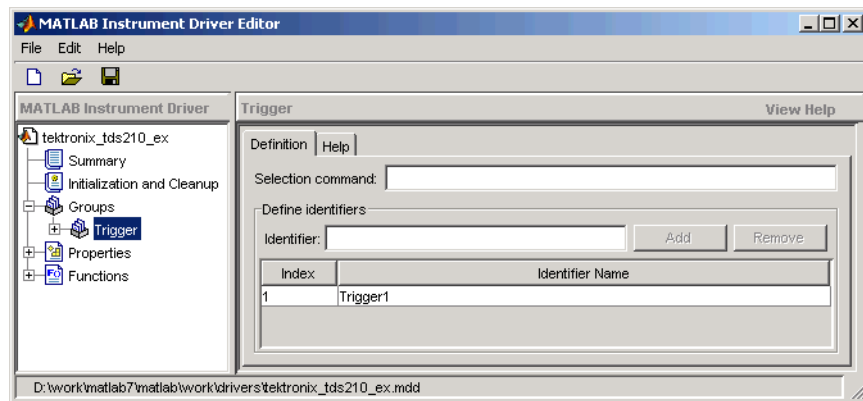 MATLAB Instrument Driver Editor
File Edit Help
MATLAB Instrument Driver
Trigger
View Help
tektronix_tds210_ex
Summary
Initialization and Cleanup
Groups
Trigger
Properties
Functions
Definition Help
Selection command:
Define identifiers
Identifier: Add Remove
Index Identifier Name
1 Trigger1
D:\work\matlab7\matlab\work\drivers\tektronix_tds210_ex.mdd